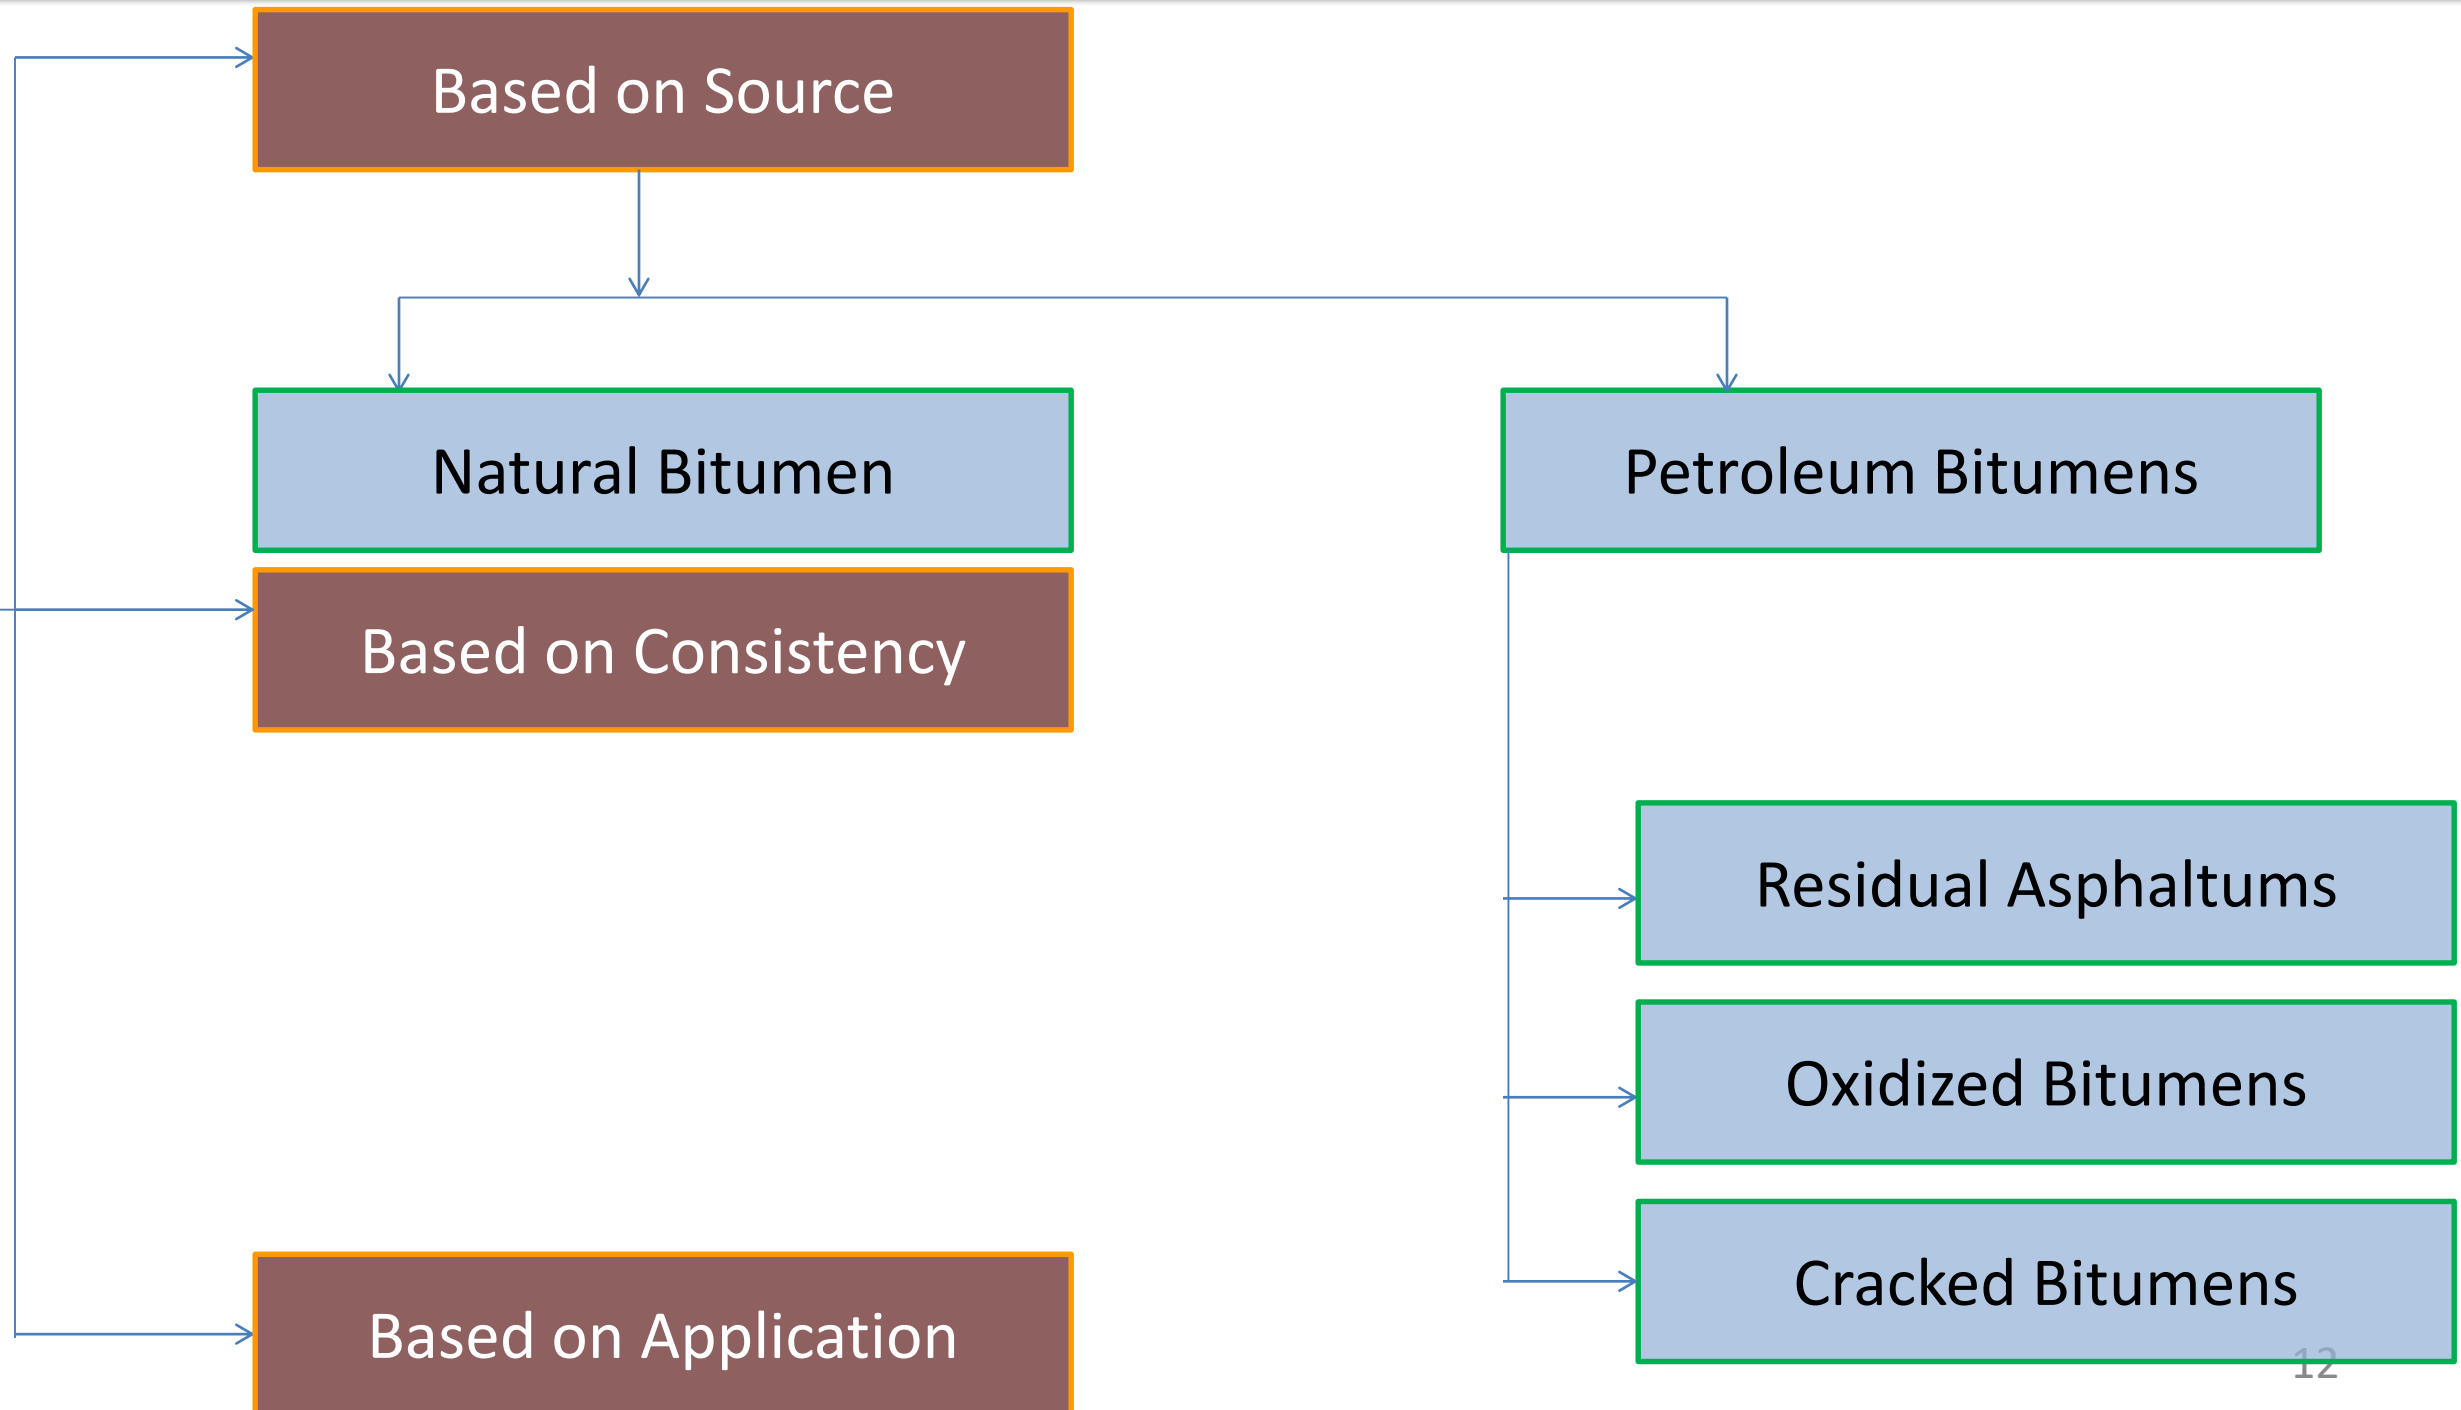 Based on Source
Natural Bitumen
Petroleum Bitumens
Based on Consistency
Residual Asphaltums
Oxidized Bitumens
Cracked Bitumens
Based on Application
12